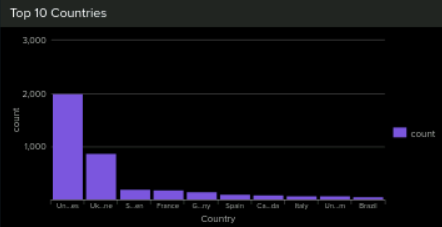 Top 10 Countries
3,000
2,000
1,000
count
Un...es Uk...ne S...en France G...ny Spain Ca...da Italy Un...m Brazil
Country
count